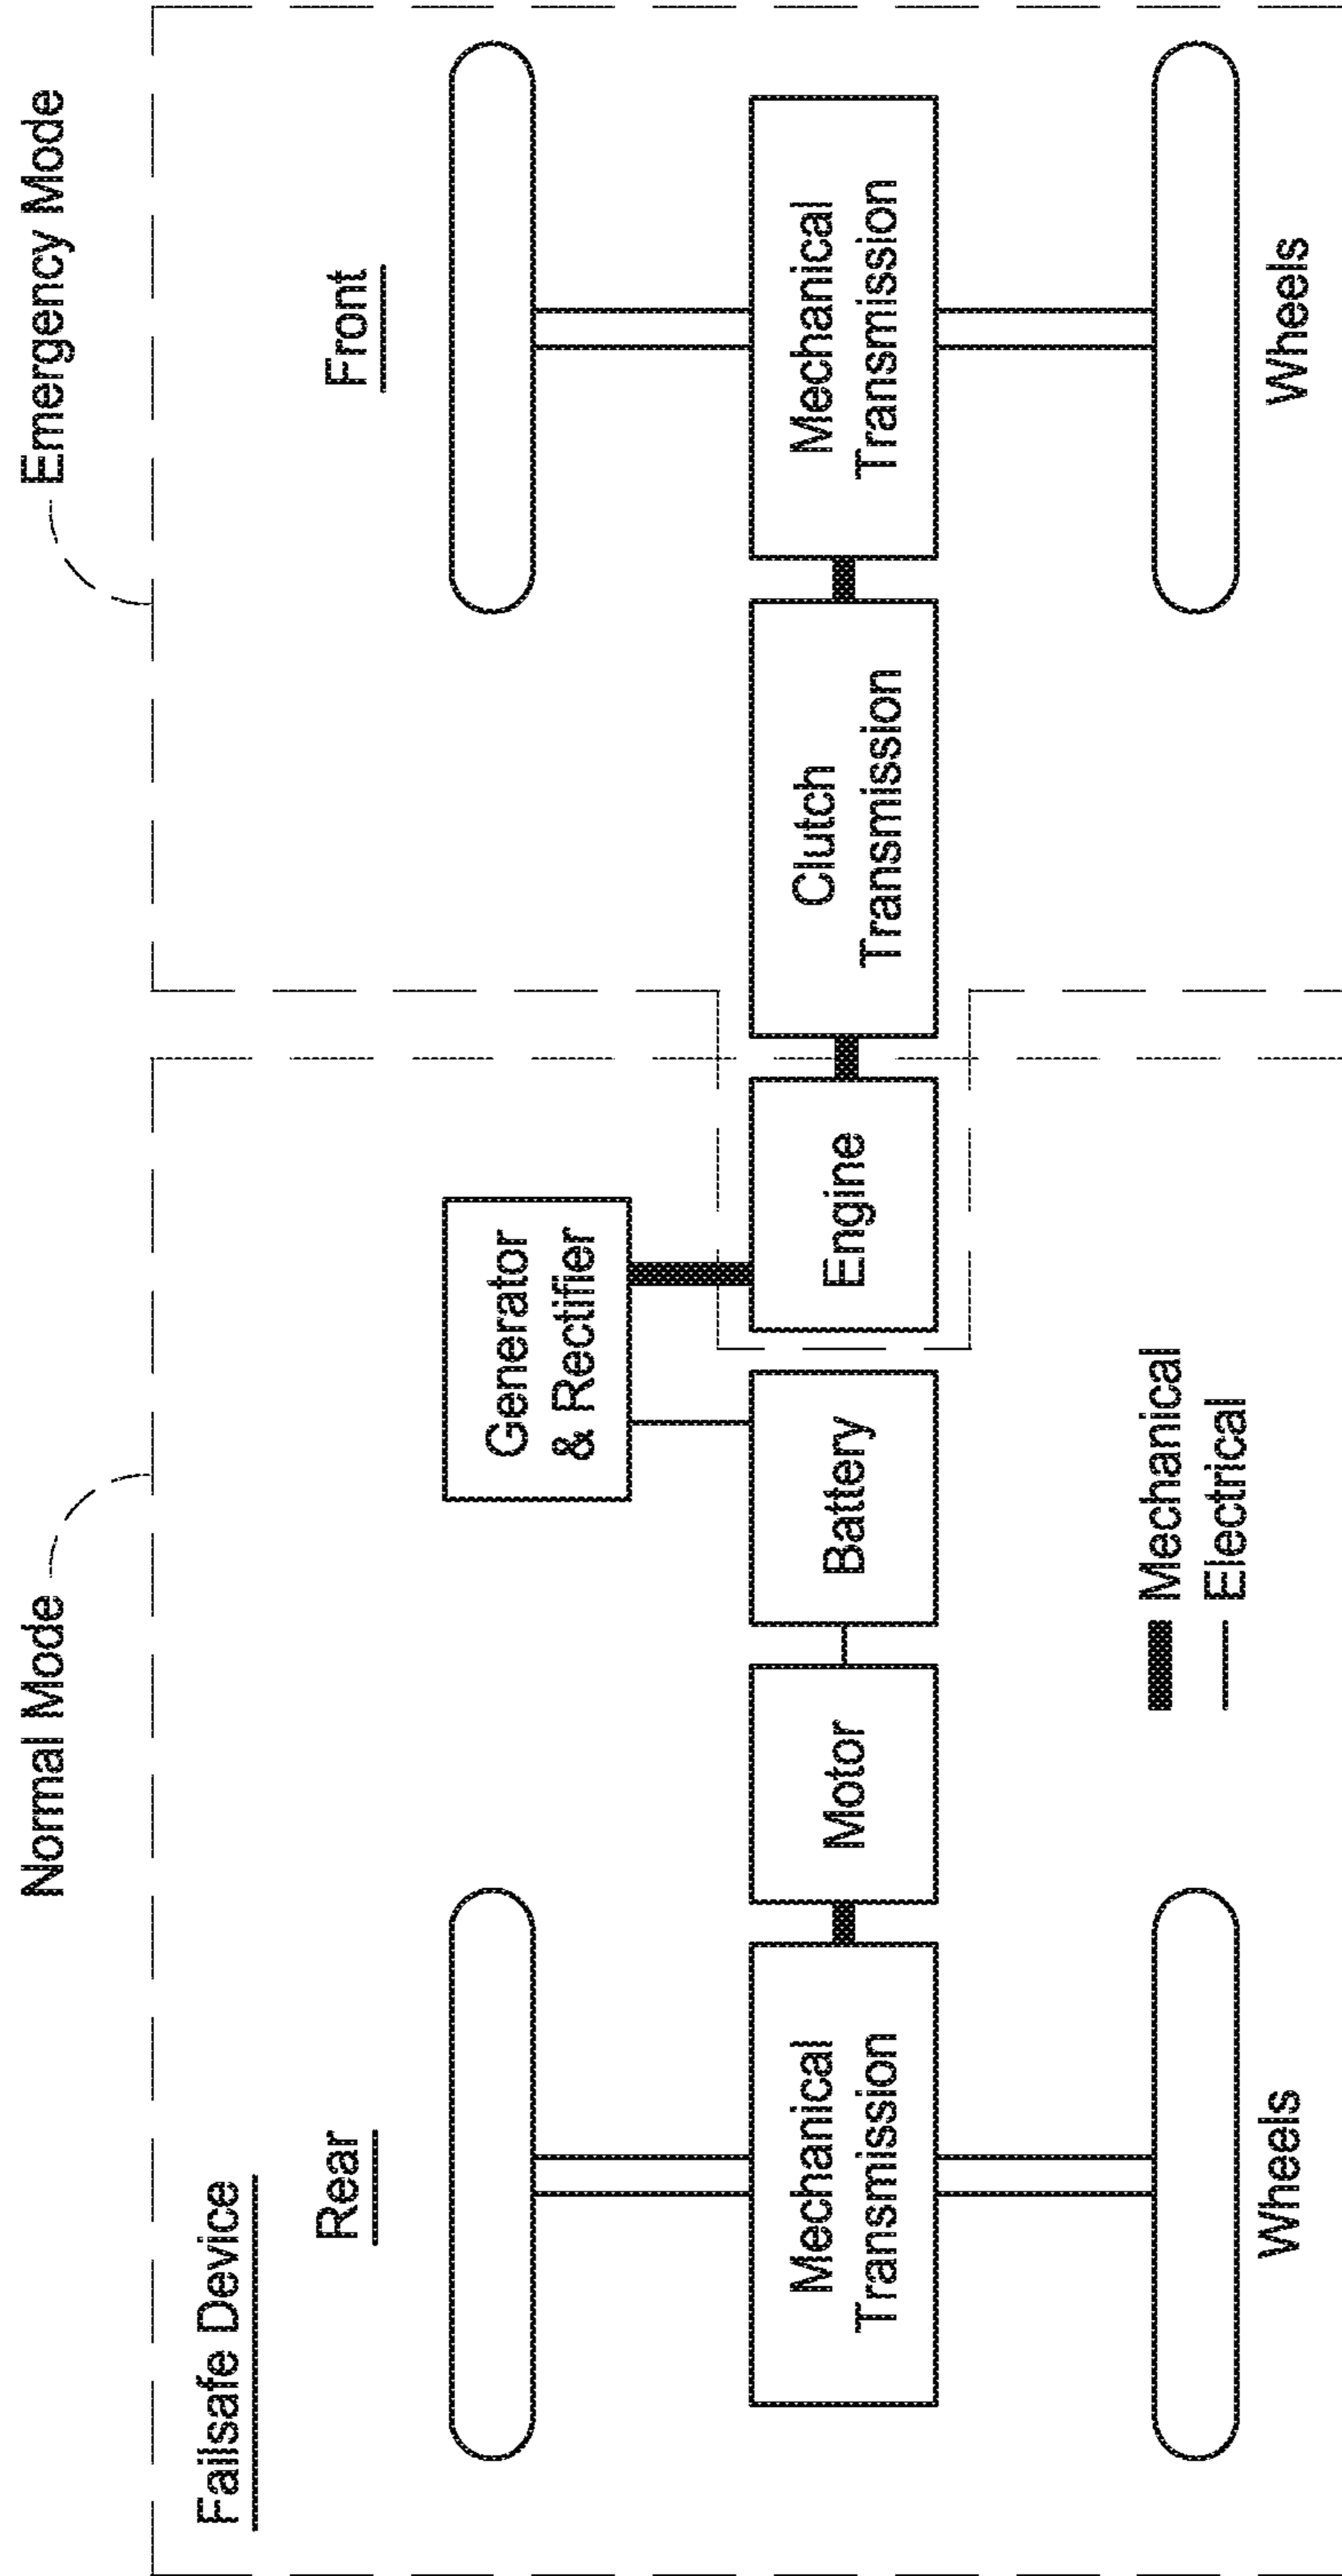 Normal Mode
Emergency Mode
Failsafe Device
Rear
Front
Generator
& Rectifier
Mechanical
Transmission
Motor
Battery
Engine
Clutch
Transmission
Mechanical
Transmission
Mechanical
Electrical
Wheels
Wheels